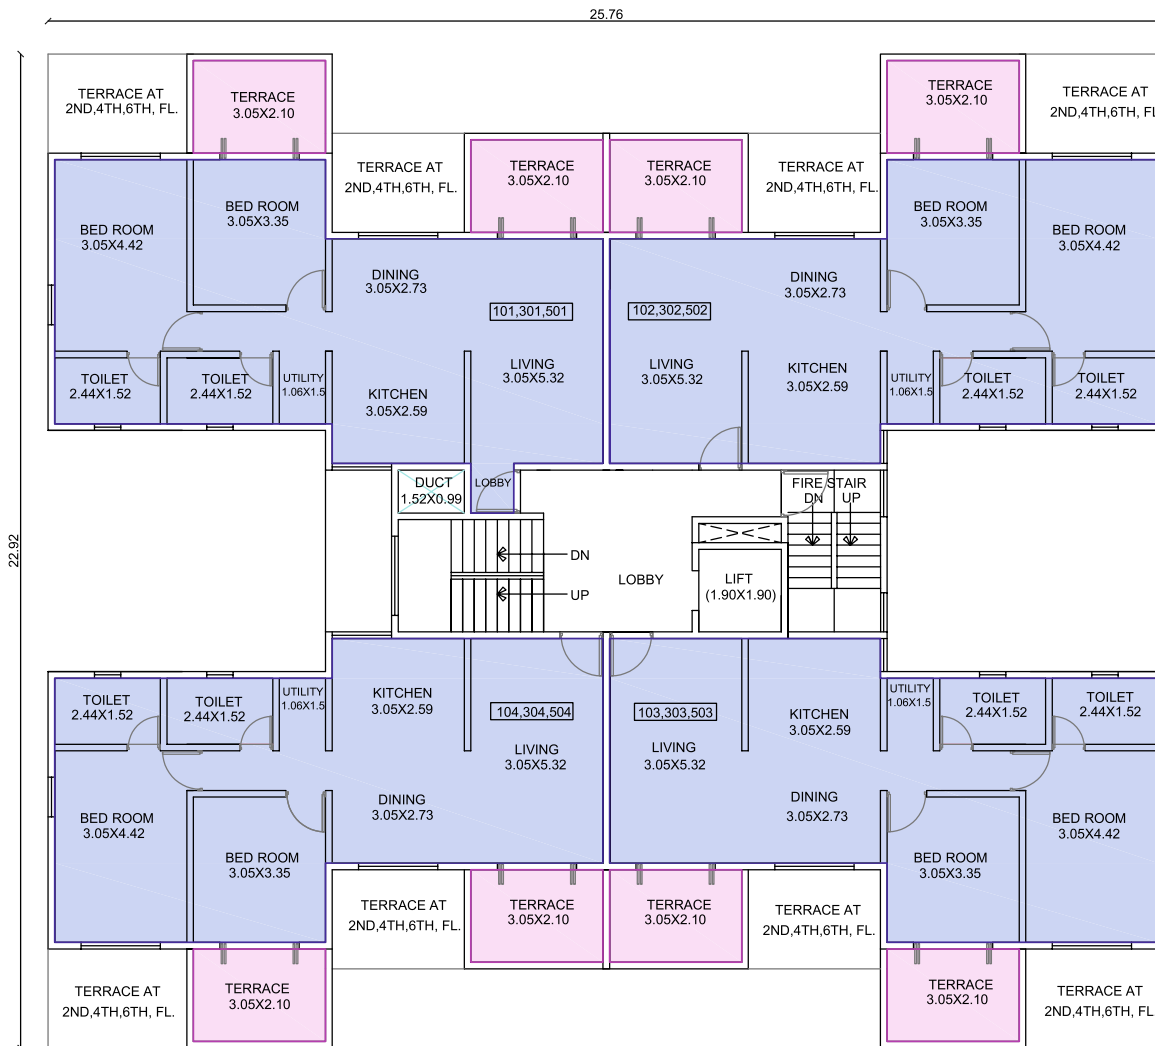 25.76
22.92
TERRACE AT
2ND,4TH,6TH, FL.
TERRACE
3.05X2.10
TERRACE AT
2ND,4TH,6TH, FL.
TERRACE
3.05X2.10
TERRACE
3.05X2.10
TERRACE AT
2ND,4TH,6TH, FL.
TERRACE
3.05X2.10
TERRACE AT
2ND,4TH,6TH, FL
BED ROOM
3.05X4.42
BED ROOM
3.05X3.35
DINING
3.05X2.73
101,301,501
LIVING
3.05X5.32
KITCHEN
3.05X2.59
TOILET
2.44X1.52
TOILET
2.44X1.52
UTILITY
1.06X1.5
102,302,502
DINING
3.05X2.73
LIVING
3.05X5.32
KITCHEN
3.05X2.59
BED ROOM
3.05X3.35
BED ROOM
3.05X4.42
UTILITY
1.06X1.5
TOILET
2.44X1.52
TOILET
2.44X1.52
DUCT
1.52X0.99
LOBBY
FIRE STAIR
DN
UP
DN
UP
LOBBY
LIFT
(1.90X1.90)
TOILET
2.44X1.52
TOILET
2.44X1.52
UTILITY
1.06X1.5
KITCHEN
3.05X2.59
104,304,504
LIVING
3.05X5.32
DINING
3.05X2.73
BED ROOM
3.05X4.42
BED ROOM
3.05X3.35
103,303,503
LIVING
3.05X5.32
KITCHEN
3.05X2.59
DINING
3.05X2.73
UTILITY
1.06X1.5
TOILET
2.44X1.52
TOILET
2.44X1.52
BED ROOM
3.05X3.35
BED ROOM
3.05X4.42
TERRACE AT
2ND,4TH,6TH, FL.
TERRACE
3.05X2.10
TERRACE
3.05X2.10
TERRACE AT
2ND,4TH,6TH, FL.
TERRACE AT
2ND,4TH,6TH, FL.
TERRACE
3.05X2.10
TERRACE
3.05X2.10
TERRACE AT
2ND,4TH,6TH, FL